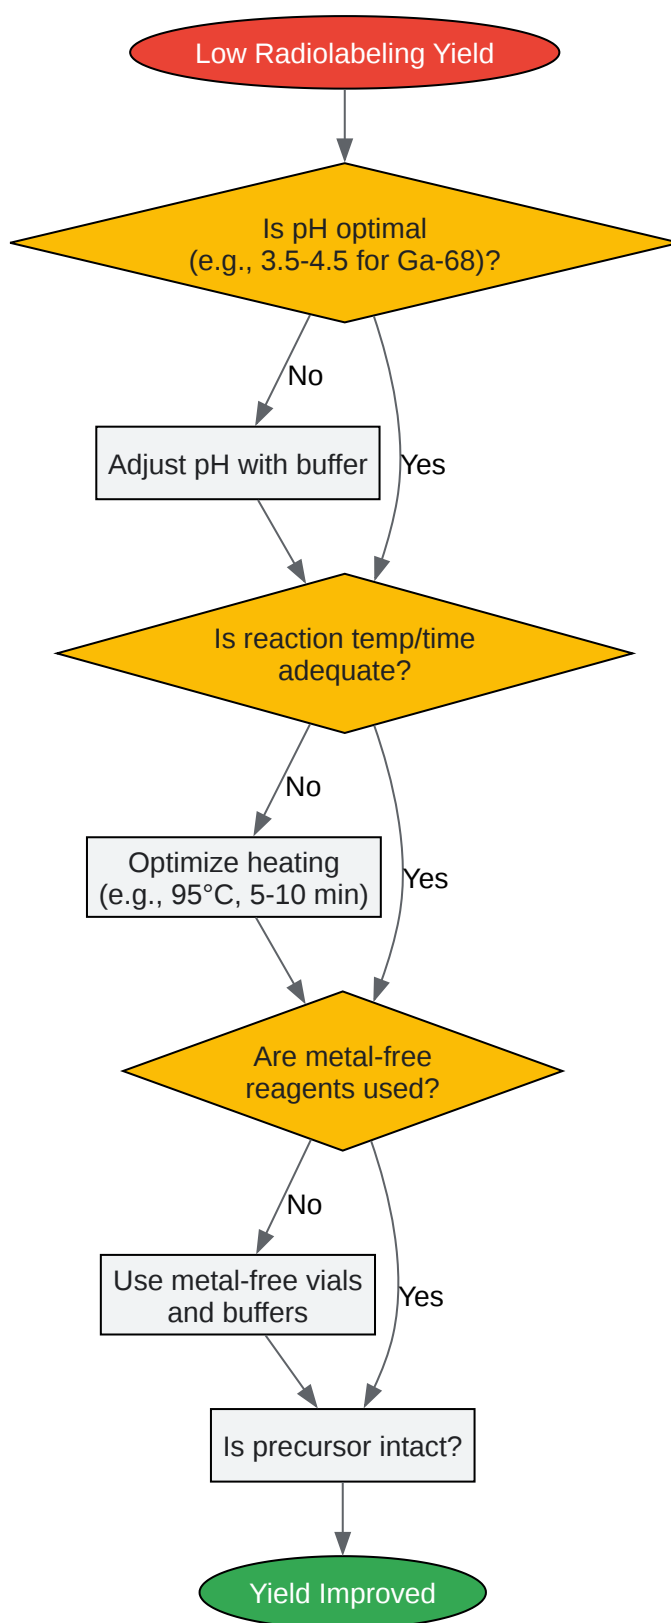 Low Radiolabeling Yield
Is pH optimal
(e.g., 3.5-4.5 for Ga-68)?
No
Adjust pH with buffer
Yes
Is reaction temp/time
adequate?
No
Optimize heating
(e.g., 95°C, 5-10 min)
Yes
Are metal-free
reagents used?
No
Use metal-free vials
and buffers
Yes
Is precursor intact?
Yield Improved